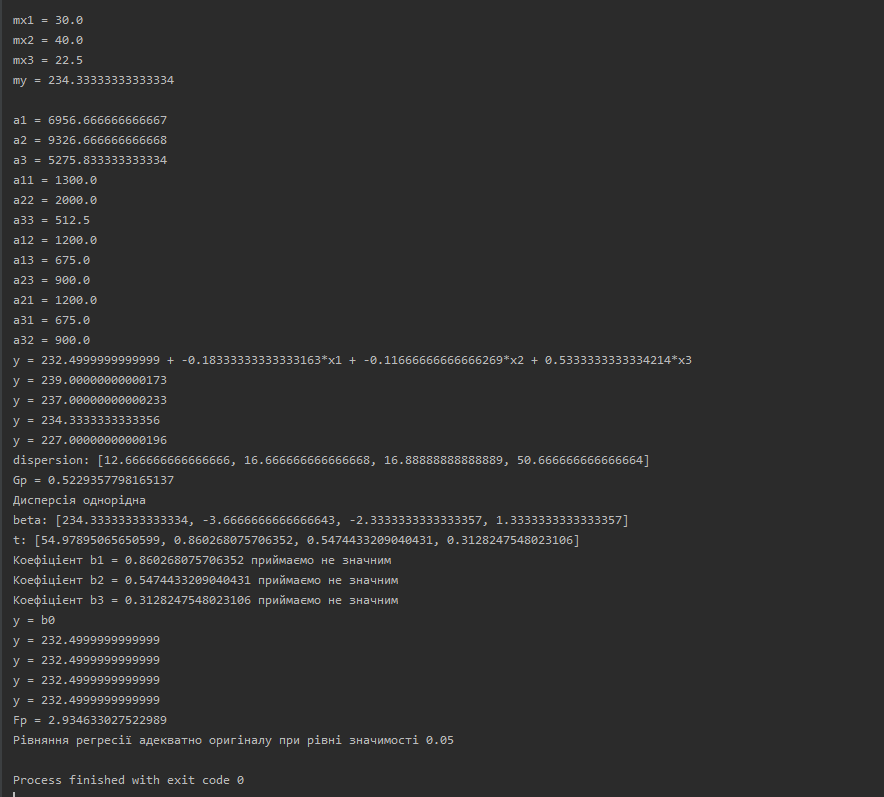 mx1 = 30.0
mx2 = 40.0
mx3 = 22.5
my = 234.33333333333334
a1 = 6956.666666666667
a2 = 9326.666666666668
a3 = 5275.833333333334
a11 = 1300.0
a22 = 2000.0
a33 = 512.5
a12 = 1200.0
a13 = 675.0
a23 = 900.0
a21 = 1200.0
a31 = 675.0
a32 = 900.0
y = 232.4999999999999 + -0.18333333333333163*x1 + -0.11666666666666269*x2 + 0.5333333333334214*x3
y = 239.00000000000173
y = 237.00000000000233
y = 234.3333333333356
y = 227.00000000000196
dispersion: [12.666666666666666, 16.666666666666668, 16.88888888888889, 50.666666666666664]
Gp = 0.5229357798165137
Дисперсія однорідна
beta: [234.33333333333334, -3.6666666666666643, -2.3333333333333357, 1.3333333333333357]
t: [54.97895065650599, 0.860268075706352, 0.5474433209040431, 0.3128247548023106]
Коефіцієнт b1 = 0.860268075706352 приймаємо не значним
Коефіцієнт b2 = 0.5474433209040431 приймаємо не значним
Коефіцієнт b3 = 0.3128247548023106 приймаємо не значним
y = b0
y = 232.4999999999999
y = 232.4999999999999
y = 232.4999999999999
y = 232.4999999999999
Fp = 2.934633027522989
Рівняння регресії адекватно оригіналу при рівні значимості 0.05
Process finished with exit code 0